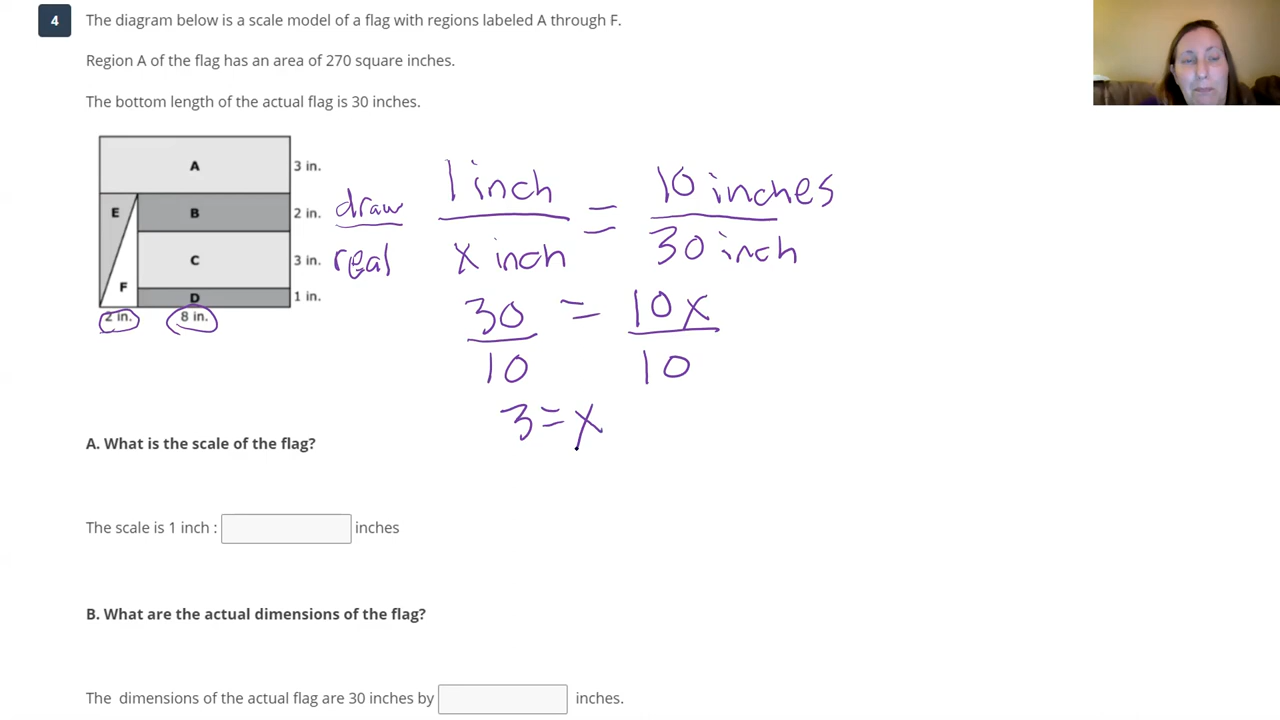 4 The diagram below is a scale model of a flag with regions labeled A through F.
Region A of the flag has an area of 270 square inches.
The bottom length of the actual flag is 30 inches.
A 3 in.
E B 2 in.
C 3 in.
F D 1 in.
2 in. 8 in.
draw
real
1 inch = 10 inches
x inch 30 inch
30 = 10x
10 10
3 = x
A. What is the scale of the flag?
The scale is 1 inch : inches
B. What are the actual dimensions of the flag?
The dimensions of the actual flag are 30 inches by inches.